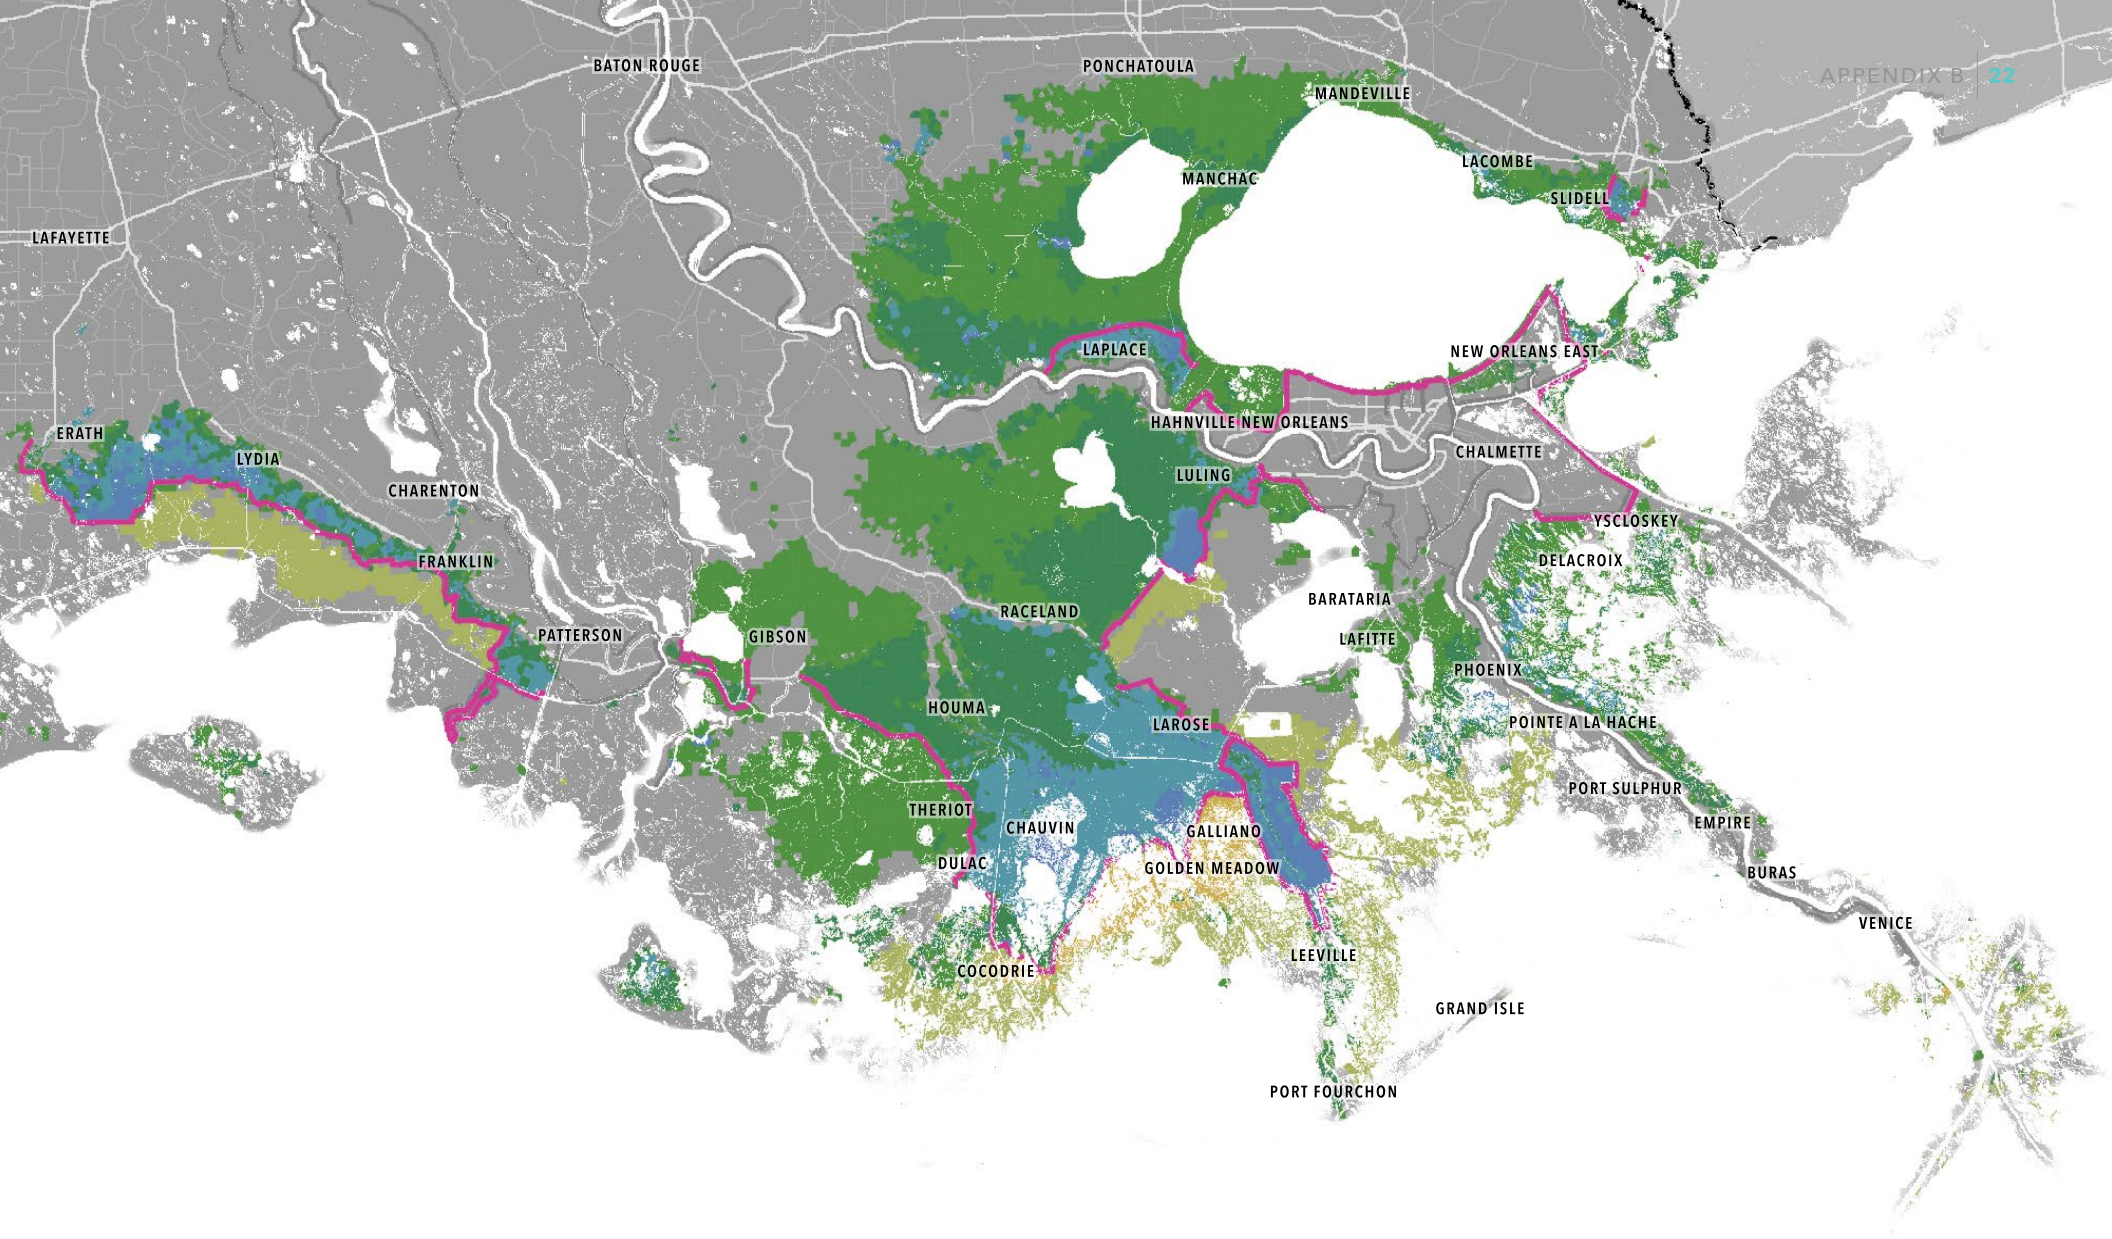 BATON ROUGE
PONCHATOULA
APPENDIX B | 22
MANDEVILLE
LACOMBE
MANCHAC
SLIDELL
LAFAYETTE
LAPLACE
NEW ORLEANS EAST
HAHNVILLE
NEW ORLEANS
ERATH
CHALMETTE
LYDIA
LULING
CHARENTON
YSCLOSKEY
FRANKLIN
DELACROIX
BARATARIA
RACELAND
PATTERSON
GIBSON
LAFITTE
PHOENIX
HOUMA
POINTE A LA HACHE
LAROSE
PORT SULPHUR
THERIOT
EMPIRE
CHAUVIN
GALLIANO
DULAC
GOLDEN MEADOW
BURAS
VENICE
LEEVILLE
COCODRIE
GRAND ISLE
PORT FOURCHON